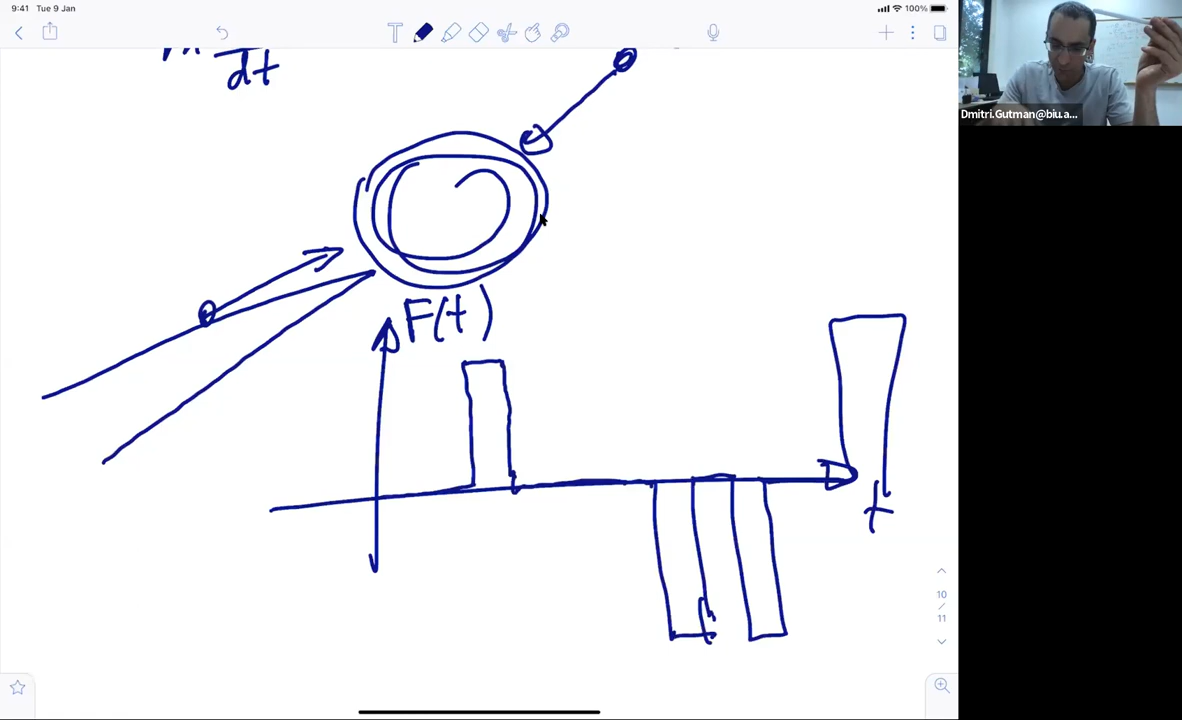 9:41 Tue 9 Jan
100%
T
m
dt
Dmitri.Gutman@biu.a...
F(t)
t
10
/
11